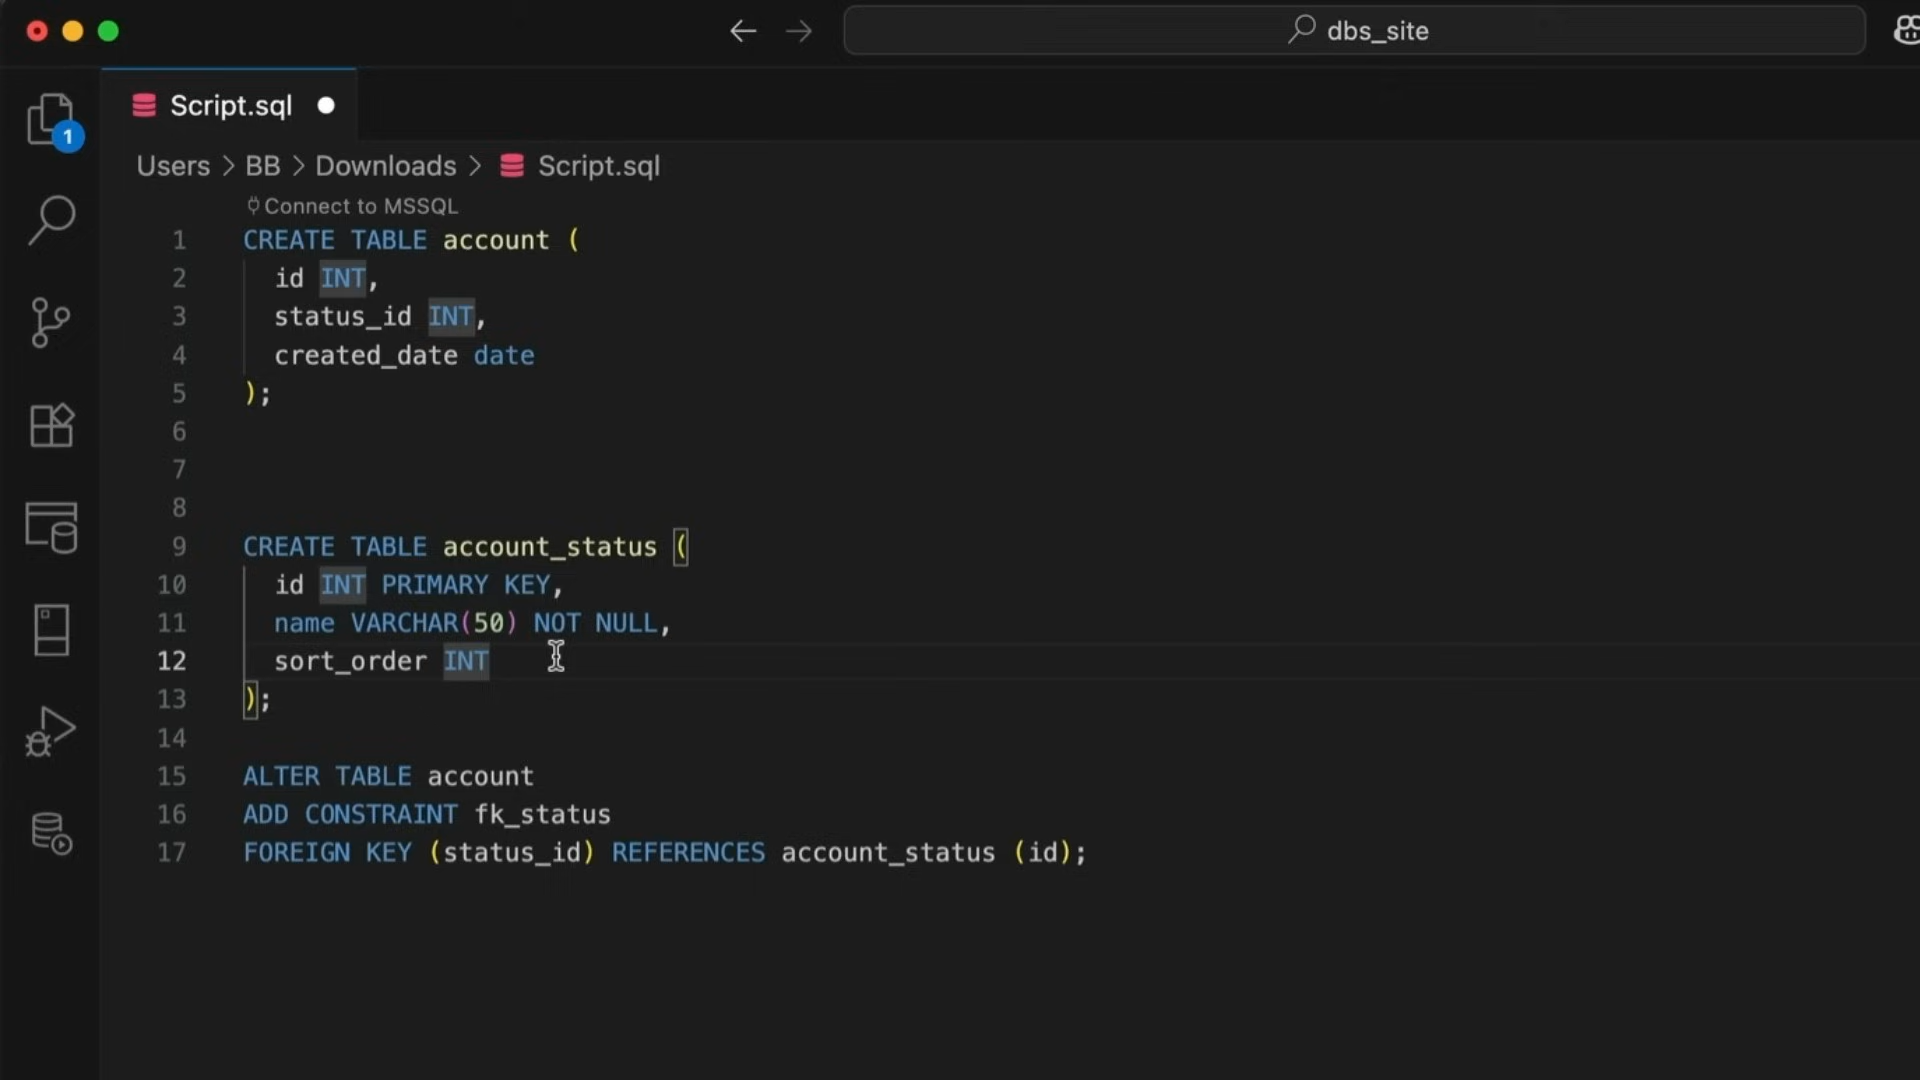 dbs_site
Script.sql
1
Users > BB > Downloads > Script.sql
Connect to MSSQL
1 CREATE TABLE account (
2 id INT,
3 status_id INT,
4 created_date date
5 );
6
7
8
9 CREATE TABLE account_status (
10 id INT PRIMARY KEY,
11 name VARCHAR(50) NOT NULL,
12 sort_order INT
13 );
14
15 ALTER TABLE account
16 ADD CONSTRAINT fk_status
17 FOREIGN KEY (status_id) REFERENCES account_status (id);